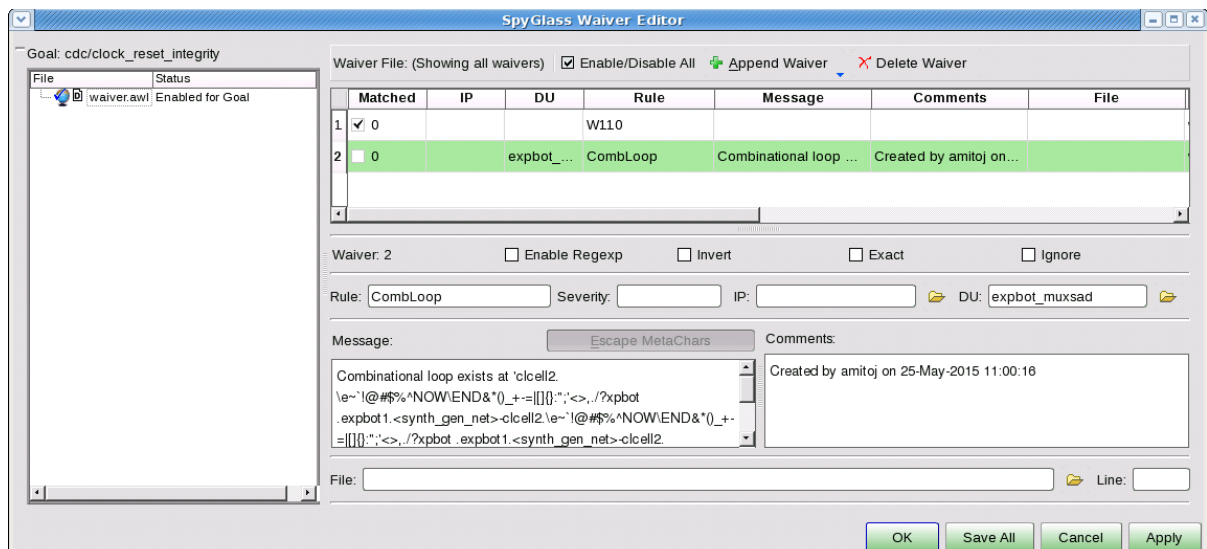 SpyGlass Waiver Editor
Goal: cdc/clock_reset_integrity
File Status
waiver.awl Enabled for Goal
Waiver File: (Showing all waivers) Enable/Disable All Append Waiver Delete Waiver
Matched IP DU Rule Message Comments File
1 0 W110
2 0 expbot_... CombLoop Combinational loop ... Created by amitoj on...
Waiver: 2 Enable Regexp Invert Exact Ignore
Rule: CombLoop Severity: IP: DU: expbot_muxsad
Message: Escape MetaChars Comments:
Combinational loop exists at 'clcell2.
\e~`!@#$%^NOW\END&*()_+-=|[]{}:";'<>,./?xpbot
.expbot1.<synth_gen_net>-clcell2.\e~`!@#$%^NOW\END&*()_+-
=|[]{}:";'<>,./?xpbot .expbot1.<synth_gen_net>-clcell2.
Created by amitoj on 25-May-2015 11:00:16
File: Line:
OK Save All Cancel Apply